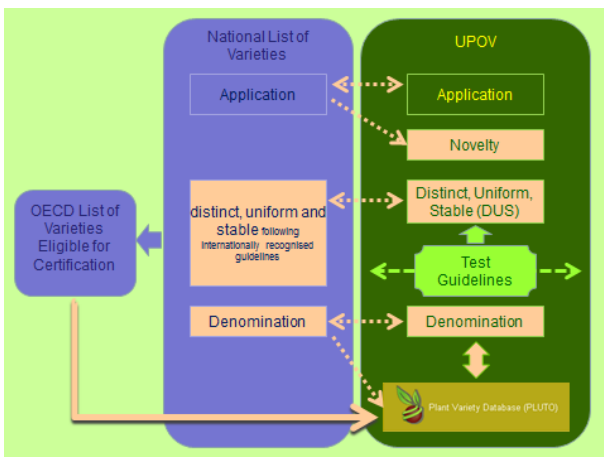 National List of
Varieties
UPOV
Application
Application
Novelty
distinct, uniform and
stable following
internationally recognised
guidelines
Distinct, Uniform,
Stable (DUS)
OECD List of
Varieties
Eligible for
Certification
Test
Guidelines
Denomination
Denomination
Plant Variety Database (PLUTO)